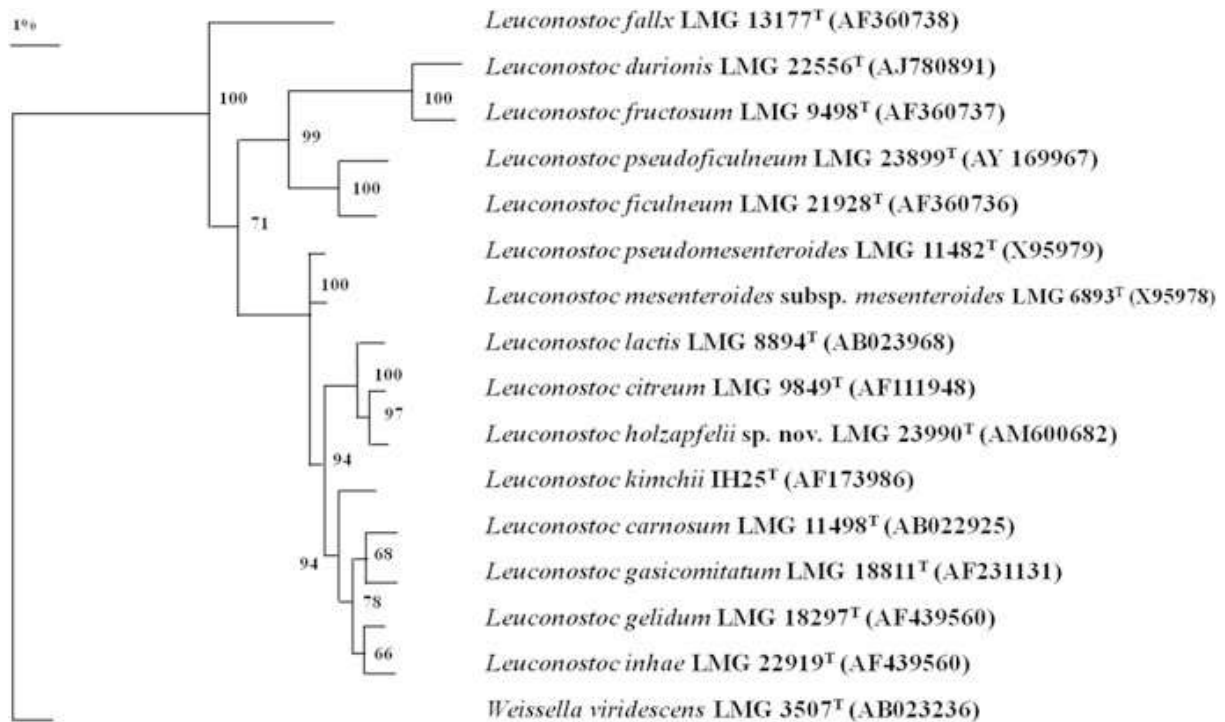 1%
Leuconostoc fallx LMG 13177ᵀ (AF360738)
Leuconostoc durionis LMG 22556ᵀ (AJ780891)
100
100
Leuconostoc fructosum LMG 9498ᵀ (AF360737)
99
Leuconostoc pseudoficulneum LMG 23899ᵀ (AY 169967)
100
Leuconostoc ficulneum LMG 21928ᵀ (AF360736)
71
Leuconostoc pseudomesenteroides LMG 11482ᵀ (X95979)
100
Leuconostoc mesenteroides subsp. mesenteroides LMG 6893ᵀ (X95978)
Leuconostoc lactis LMG 8894ᵀ (AB023968)
100
Leuconostoc citreum LMG 9849ᵀ (AF111948)
97
Leuconostoc holzapfelii sp. nov. LMG 23990ᵀ (AM600682)
94
Leuconostoc kimchii IH25ᵀ (AF173986)
Leuconostoc carnosum LMG 11498ᵀ (AB022925)
68
94
Leuconostoc gasicomitatum LMG 18811ᵀ (AF231131)
78
Leuconostoc gelidum LMG 18297ᵀ (AF439560)
66
Leuconostoc inhae LMG 22919ᵀ (AF439560)
Weissella viridescens LMG 3507ᵀ (AB023236)